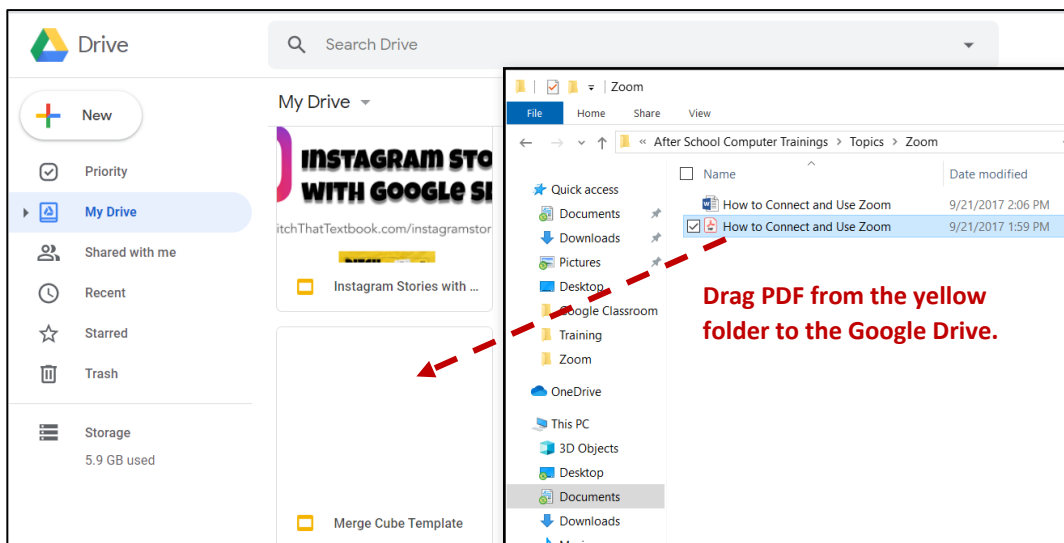 Drive
Search Drive
New
Priority
My Drive
Shared with me
Recent
Starred
Trash
Storage
5.9 GB used
My Drive
INSTAGRAM STO
WITH GOOGLE SL
itchThatTextbook.com/instagramstor
Instagram Stories with ...
Merge Cube Template
Zoom
File Home Share View
« After School Computer Trainings > Topics > Zoom
Name Date modified
How to Connect and Use Zoom 9/21/2017 2:06 PM
How to Connect and Use Zoom 9/21/2017 1:59 PM
Quick access
Documents
Downloads
Pictures
Desktop
Google Classroom
Training
Zoom
OneDrive
This PC
3D Objects
Desktop
Documents
Downloads
Drag PDF from the yellow
folder to the Google Drive.